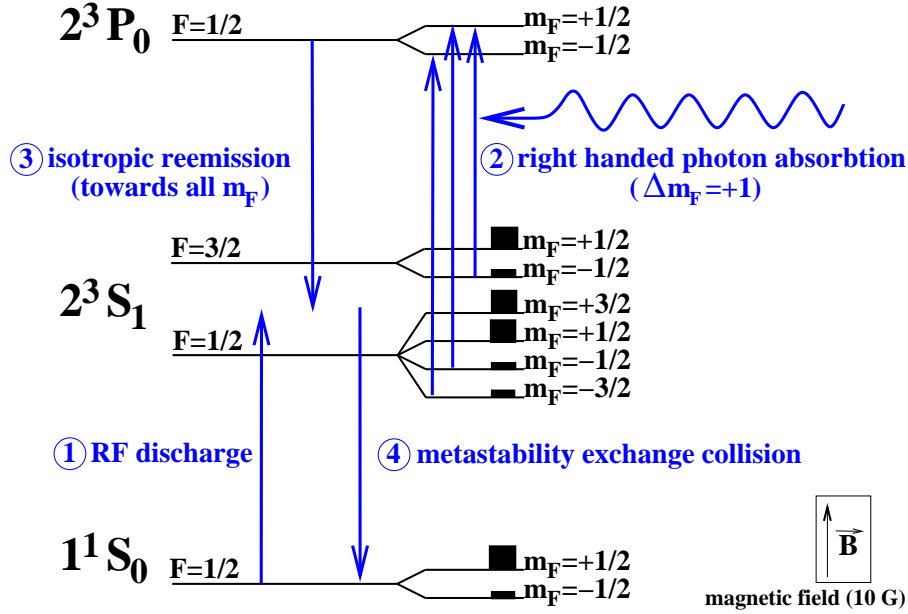 2³P₀
F=1/2
m_F=+1/2
m_F=−1/2
③ isotropic reemission
(towards all m_F)
② right handed photon absorbtion
(Δm_F=+1)
2³S₁
F=3/2
m_F=+1/2
m_F=−1/2
F=1/2
m_F=+3/2
m_F=+1/2
m_F=−1/2
m_F=−3/2
① RF discharge
④ metastability exchange collision
1¹S₀
F=1/2
m_F=+1/2
m_F=−1/2
B
magnetic field (10 G)